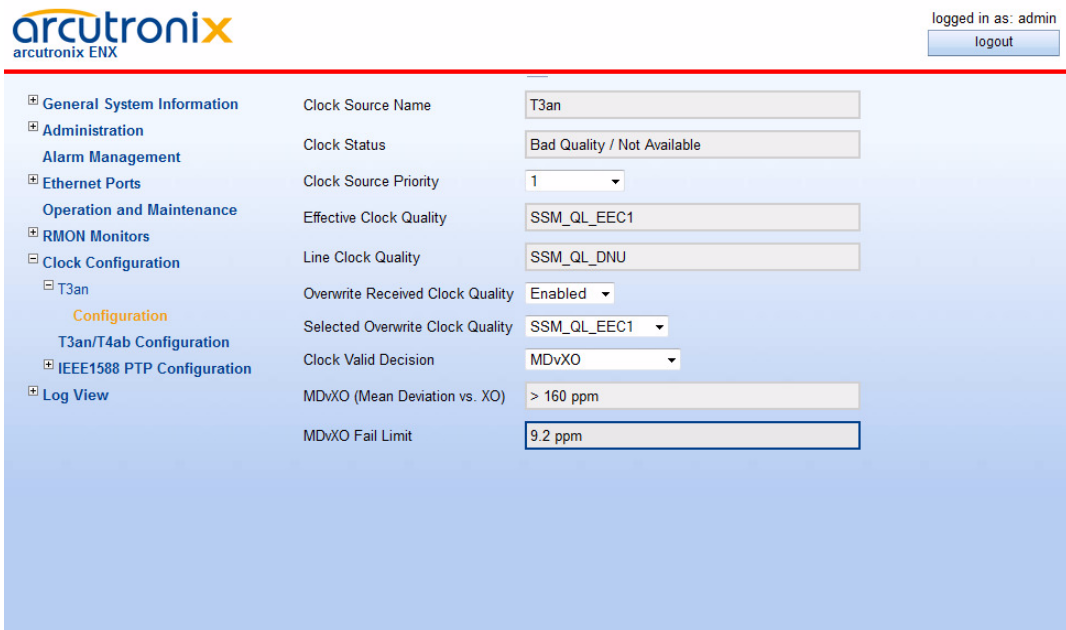 arcutronix
arcutronix ENX
logged in as: admin
logout
General System Information
Administration
Alarm Management
Ethernet Ports
Operation and Maintenance
RMON Monitors
Clock Configuration
T3an
Configuration
T3an/T4ab Configuration
IEEE1588 PTP Configuration
Log View
Clock Source Name T3an
Clock Status Bad Quality / Not Available
Clock Source Priority 1
Effective Clock Quality SSM_QL_EEC1
Line Clock Quality SSM_QL_DNU
Overwrite Received Clock Quality Enabled
Selected Overwrite Clock Quality SSM_QL_EEC1
Clock Valid Decision MDvXO
MDvXO (Mean Deviation vs. XO) > 160 ppm
MDvXO Fail Limit 9.2 ppm